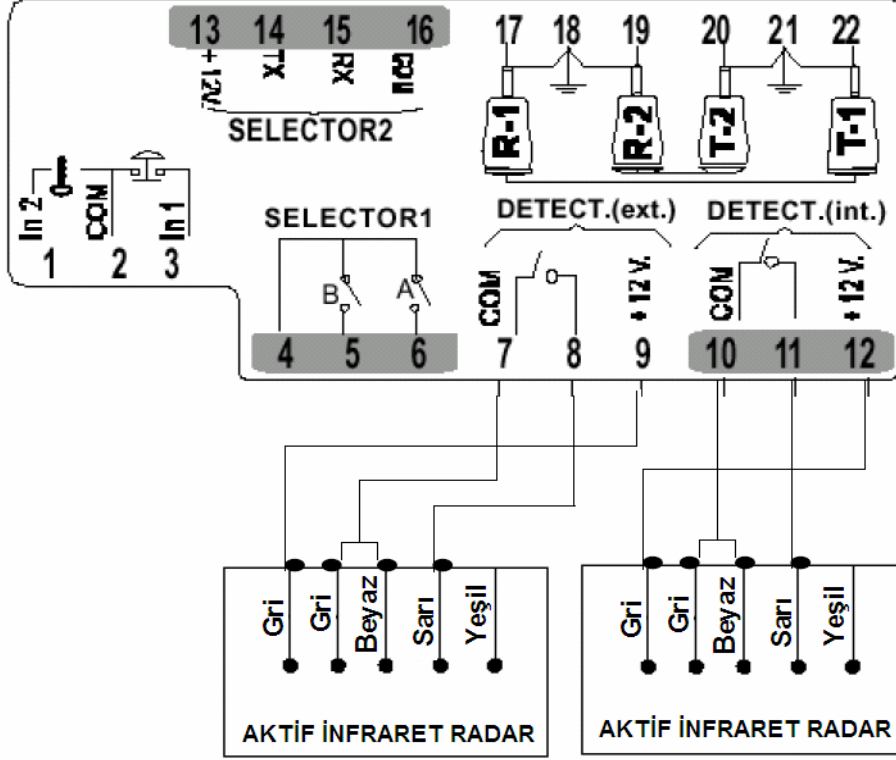 13 14 15 16
+12V. TX RX COM
SELECTOR2
17 18 19 20 21 22
R-1 R-2 T-2 T-1
In 2 COM In 1
1 2 3
SELECTOR1
B A
4 5 6
DETECT.(ext.) DETECT.(int.)
COM +12 V. COM +12 V.
7 8 9 10 11 12
Gri Gri Beyaz Sarı Yeşil
AKTİF İNFRARET RADAR
Gri Gri Beyaz Sarı Yeşil
AKTİF İNFRARET RADAR